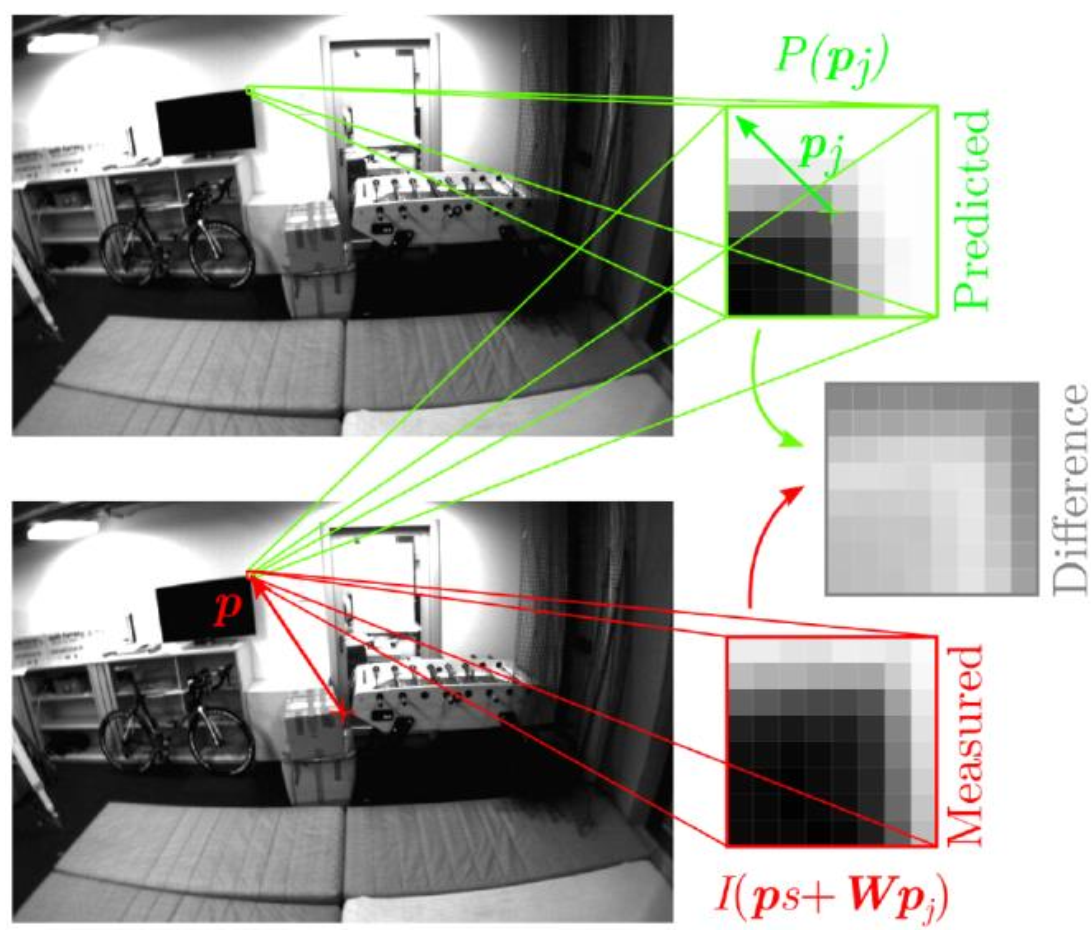 P(pj)
pj
Predicted
Difference
p
Measured
I(ps+ Wpj)